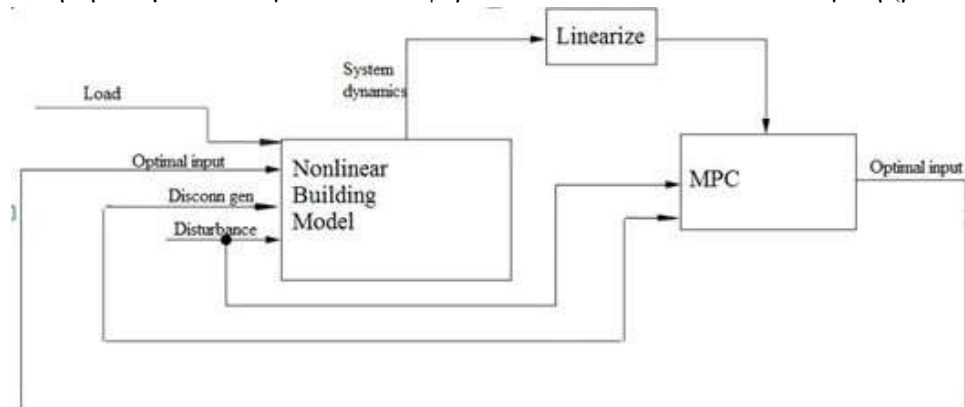 Linearize
System
dynamics
Load
Optimal input
Nonlinear
Building
Model
MPC
Optimal input
Disconn gen
Disturbance